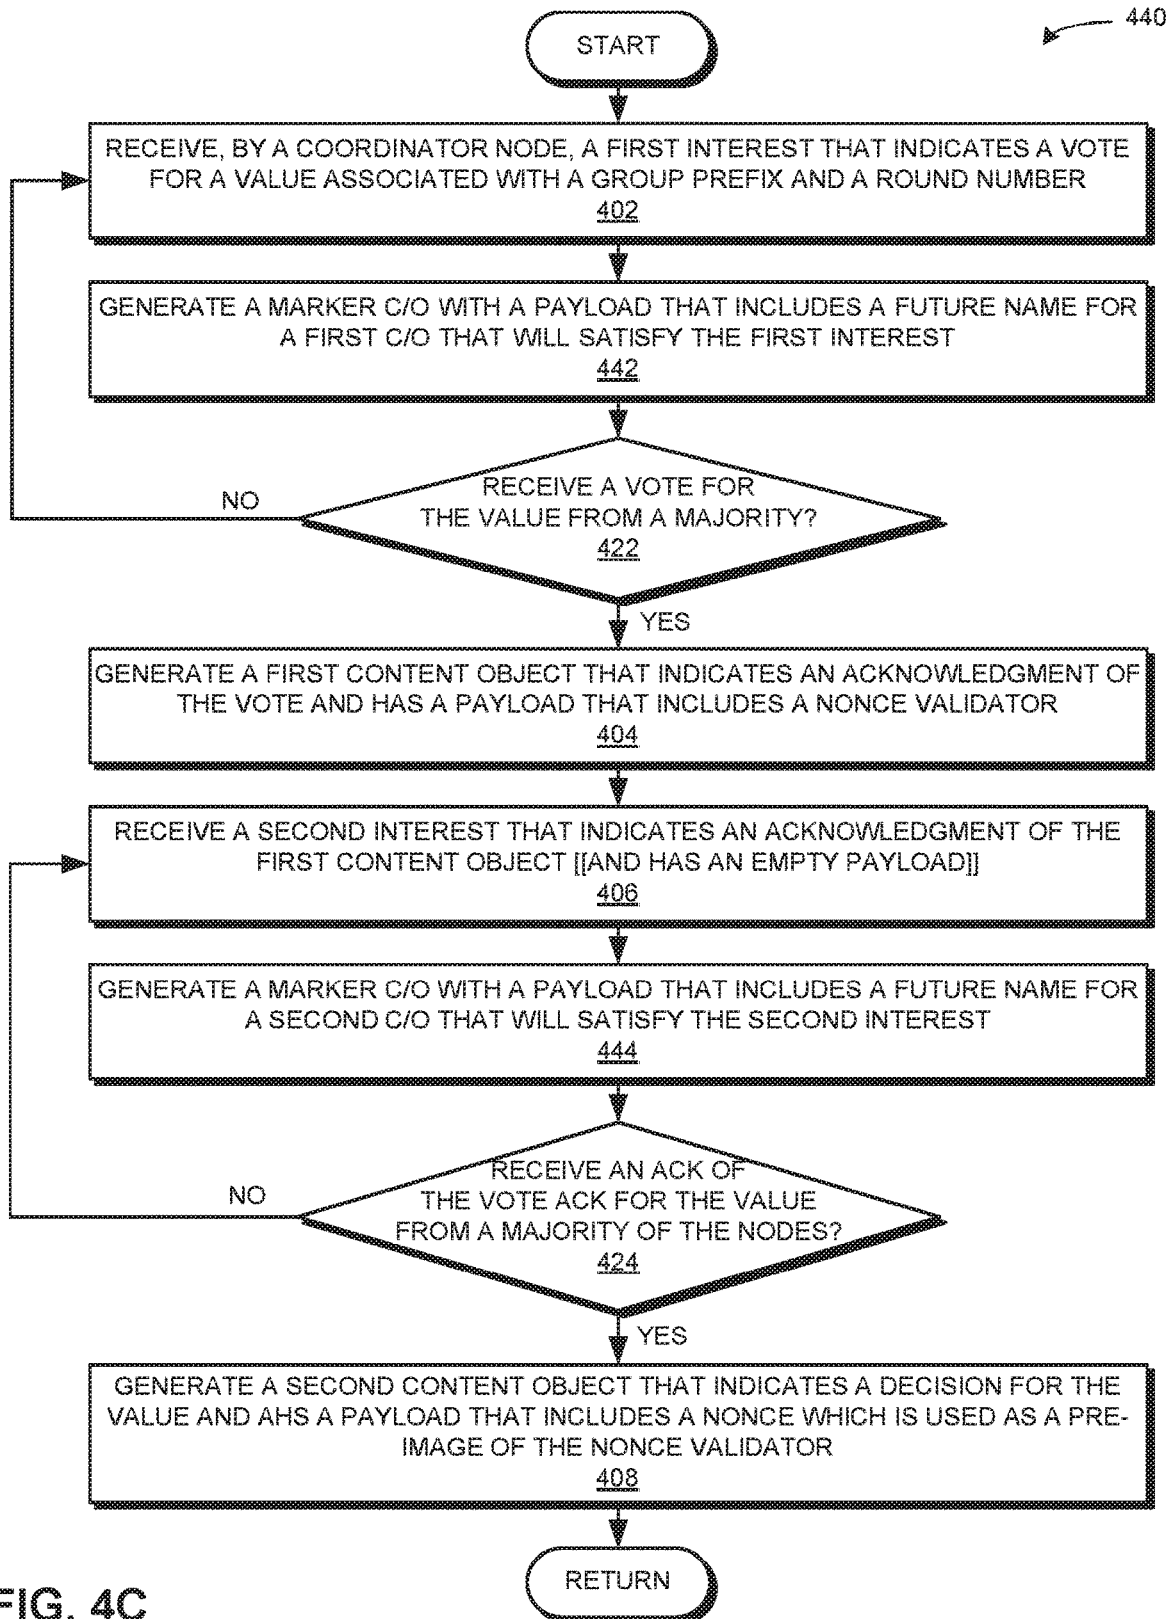 440
START
RECEIVE, BY A COORDINATOR NODE, A FIRST INTEREST THAT INDICATES A VOTE
FOR A VALUE ASSOCIATED WITH A GROUP PREFIX AND A ROUND NUMBER
402
GENERATE A MARKER C/O WITH A PAYLOAD THAT INCLUDES A FUTURE NAME FOR
A FIRST C/O THAT WILL SATISFY THE FIRST INTEREST
442
RECEIVE A VOTE FOR
THE VALUE FROM A MAJORITY?
422
NO
YES
GENERATE A FIRST CONTENT OBJECT THAT INDICATES AN ACKNOWLEDGMENT OF
THE VOTE AND HAS A PAYLOAD THAT INCLUDES A NONCE VALIDATOR
404
RECEIVE A SECOND INTEREST THAT INDICATES AN ACKNOWLEDGMENT OF THE
FIRST CONTENT OBJECT [[AND HAS AN EMPTY PAYLOAD]]
406
GENERATE A MARKER C/O WITH A PAYLOAD THAT INCLUDES A FUTURE NAME FOR
A SECOND C/O THAT WILL SATISFY THE SECOND INTEREST
444
RECEIVE AN ACK OF
THE VOTE ACK FOR THE VALUE
FROM A MAJORITY OF THE NODES?
424
NO
YES
GENERATE A SECOND CONTENT OBJECT THAT INDICATES A DECISION FOR THE
VALUE AND AHS A PAYLOAD THAT INCLUDES A NONCE WHICH IS USED AS A PRE-
IMAGE OF THE NONCE VALIDATOR
408
RETURN
FIG. 4C